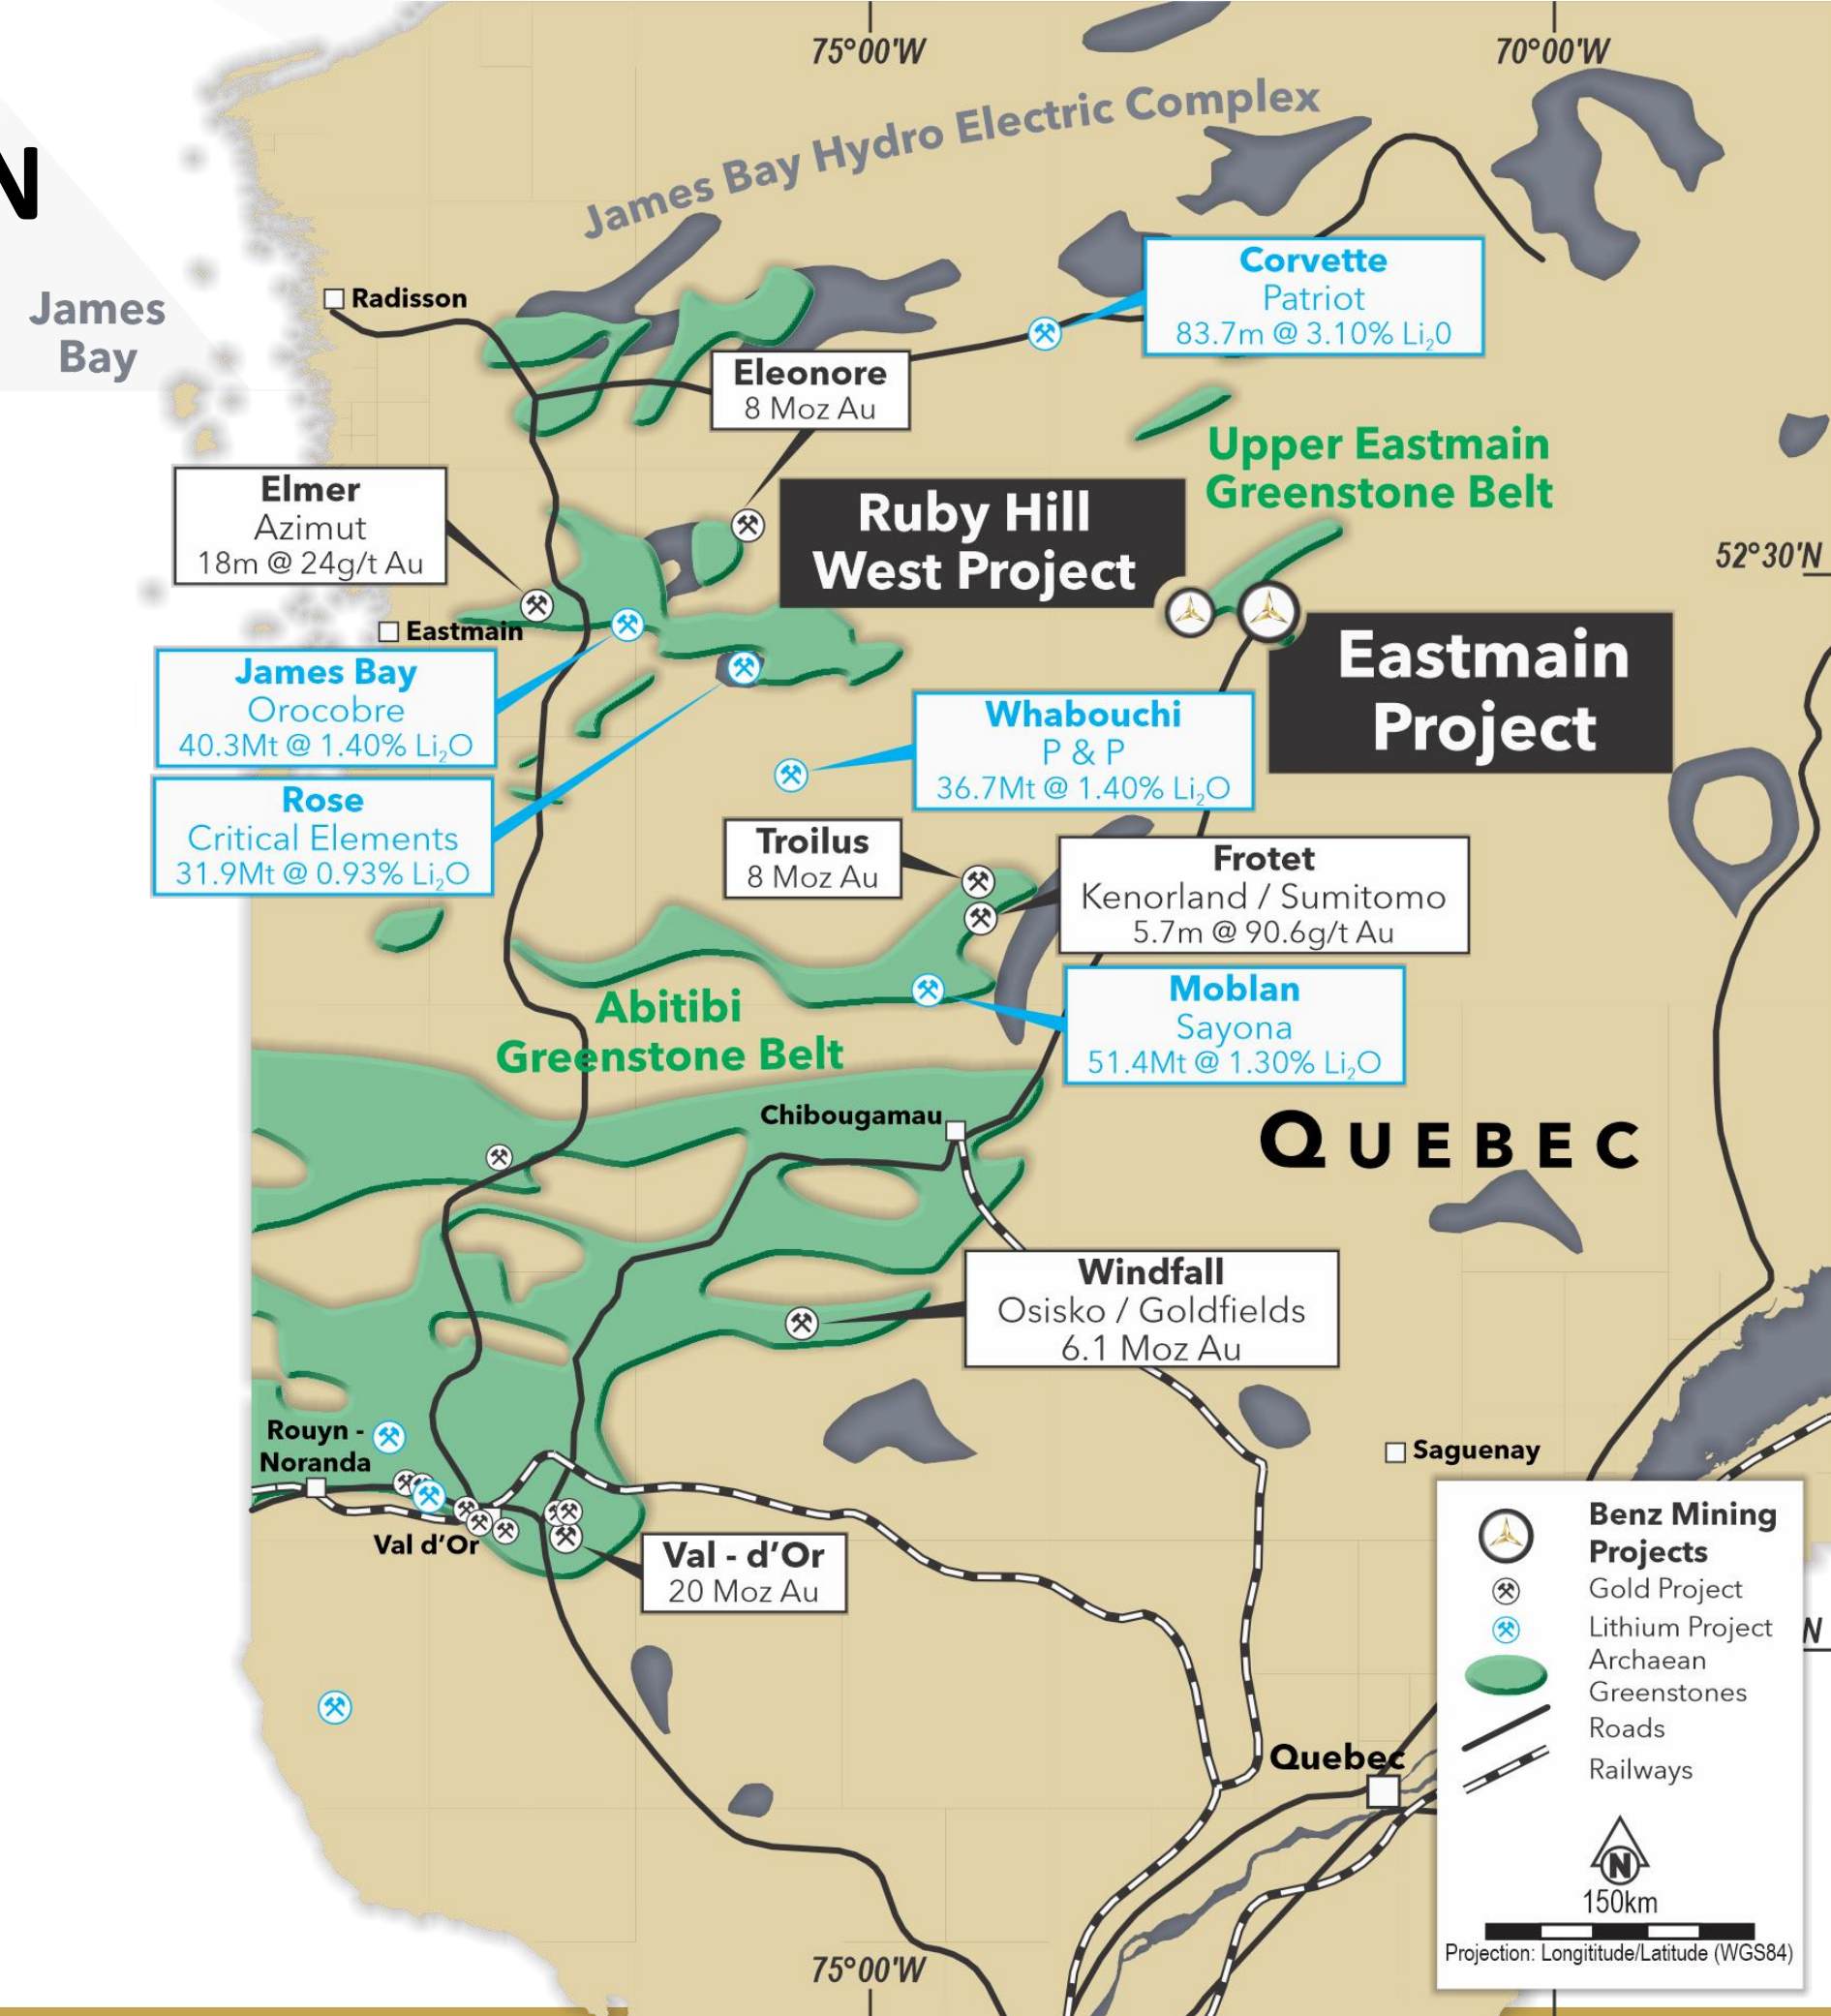 N
75°00'W
70°00'W
James Bay Hydro Electric Complex
James
Bay
Radisson
Corvette
Patriot
83.7m @ 3.10% Li₂0
Eleonore
8 Moz Au
Upper Eastmain
Greenstone Belt
Elmer
Azimut
18m @ 24g/t Au
Ruby Hill
West Project
52°30'N
Eastmain
Eastmain
Project
James Bay
Orocobre
40.3Mt @ 1.40% Li₂O
Whabouchi
P & P
36.7Mt @ 1.40% Li₂O
Rose
Critical Elements
31.9Mt @ 0.93% Li₂O
Troilus
8 Moz Au
Frotet
Kenorland / Sumitomo
5.7m @ 90.6g/t Au
Moblan
Sayona
51.4Mt @ 1.30% Li₂O
Abitibi
Greenstone Belt
Chibougamau
QUEBEC
Windfall
Osisko / Goldfields
6.1 Moz Au
Rouyn -
Noranda
Saguenay
Val d'Or
Val - d'Or
20 Moz Au
Quebec
Benz Mining
Projects
Gold Project
Lithium Project
N
Archaean
Greenstones
Roads
Railways
N
150km
Projection: Longititude/Latitude (WGS84)
75°00'W